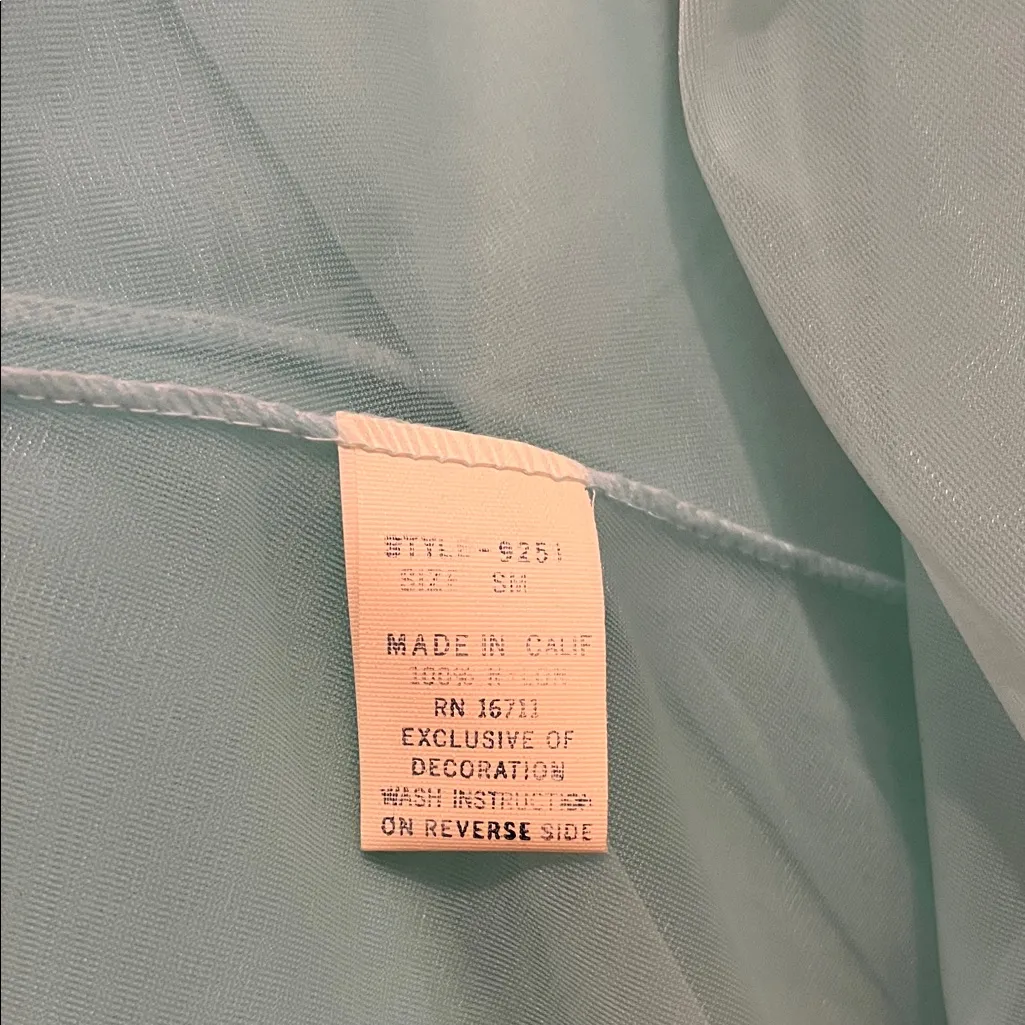 STYLE - 9251
SIZE SM
MADE IN CALIF
100% NYLON
RN 16711
EXCLUSIVE OF
DECORATION
WASH INSTRUCTION
ON REVERSE SIDE